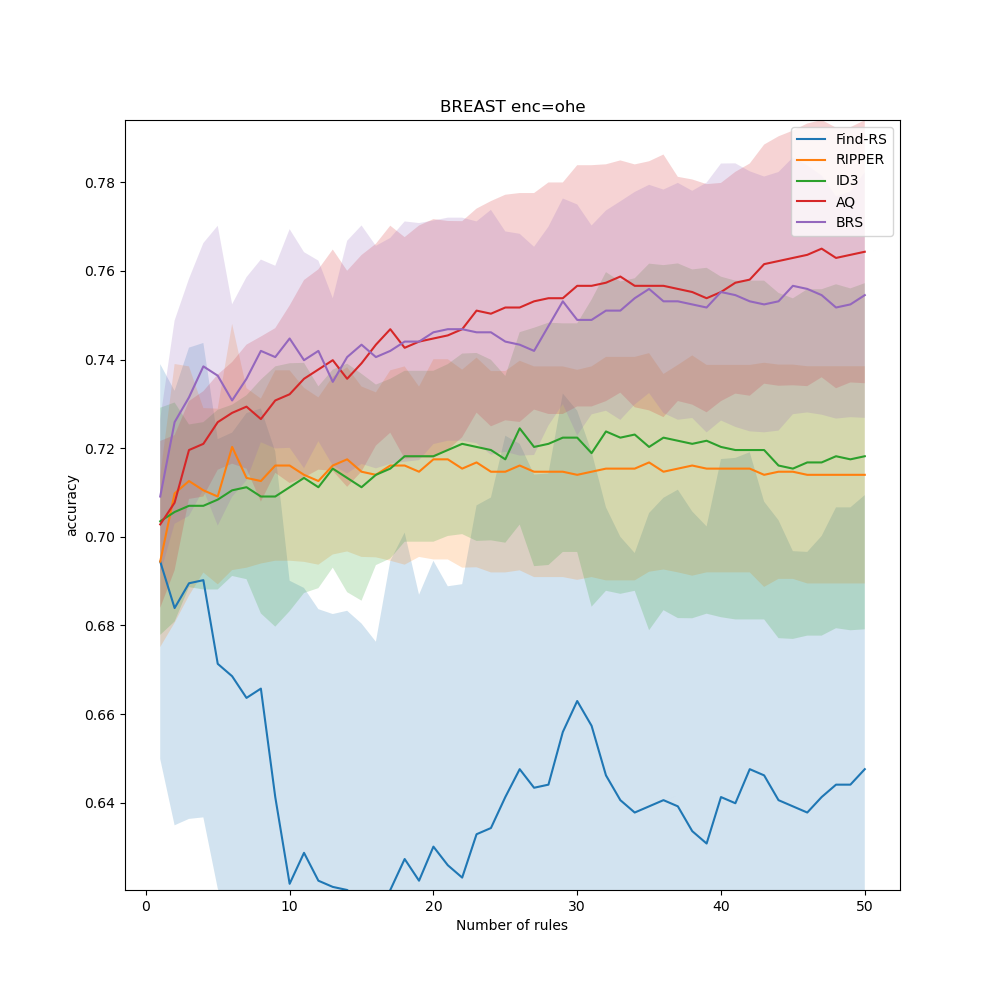 BREAST enc=ohe
Find-RS
RIPPER
ID3
AQ
BRS
accuracy
0.78
0.76
0.74
0.72
0.70
0.68
0.66
0.64
0
10
20
30
40
50
Number of rules